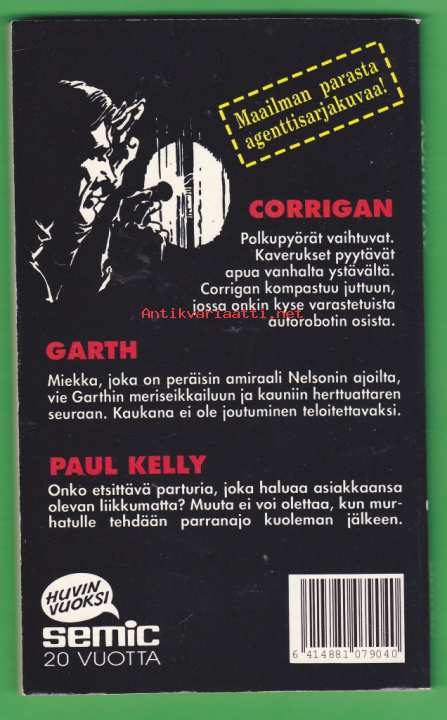 Maailman parasta
agenttisarjakuvaa!
CORRIGAN
Polkupyörät vaihtuvat.
Kaverukset pyytävät
apua vanhalta ystävältä.
Corrigan kompastuu juttuun,
jossa onkin kyse varastetuista
autorobotin osista.
Antikvariaatti.net
GARTH
Miekka, joka on peräisin amiraali Nelsonin ajoilta,
vie Garthin meriseikkailuun ja kauniin herttuattaren
seuraan. Kaukana ei ole joutuminen teloitettavaksi.
PAUL KELLY
Onko etsittävä parturia, joka haluaa asiakkaansa
olevan liikkumatta? Muuta ei voi olettaa, kun mur-
hatulle tehdään parranajo kuoleman jälkeen.
HUVIN
VUOKSI
semic
20 VUOTTA
6 414881 079040